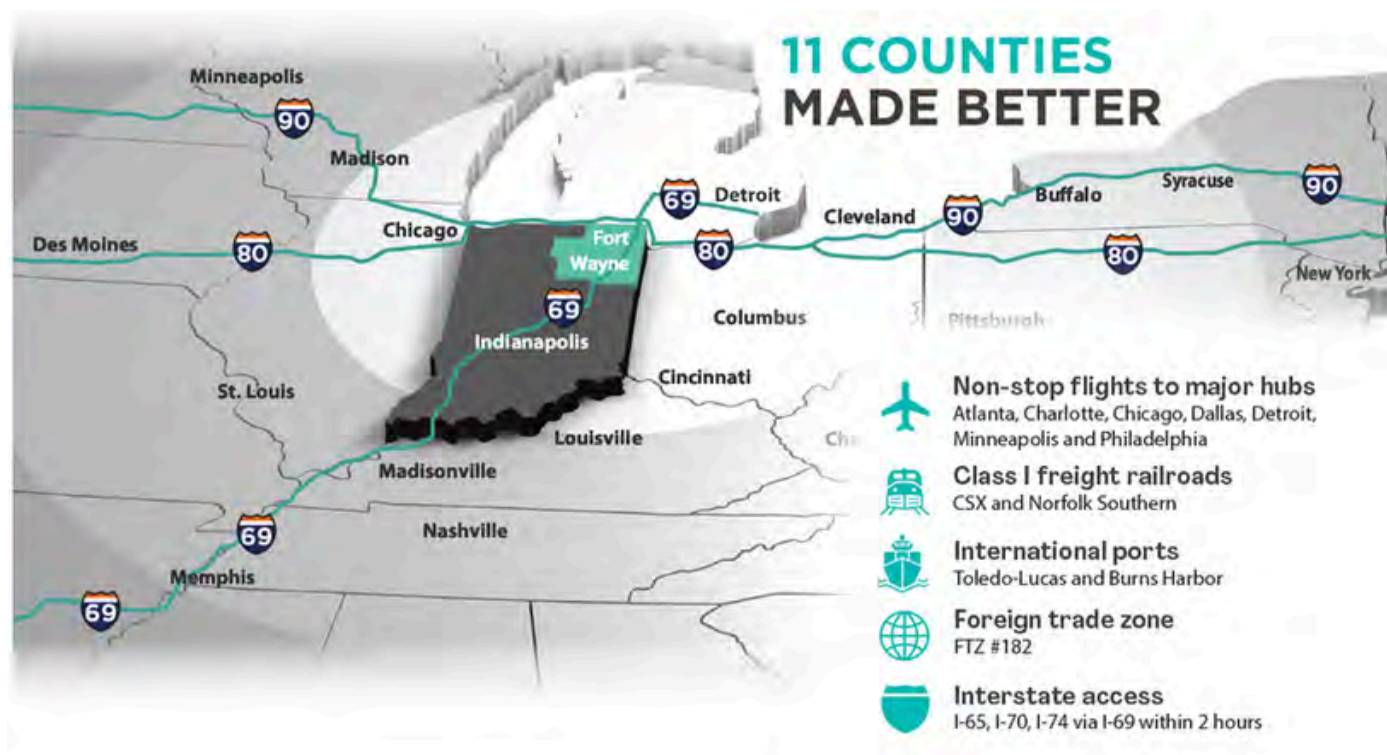 11 COUNTIES
MADE BETTER
Minneapolis
90
Madison
Chicago
Des Moines
80
69
Detroit
Cleveland
90
Buffalo
Syracuse
90
Fort
Wayne
80
80
New York
69
Indianapolis
Columbus
Pittsburgh
St. Louis
Cincinnati
Louisville
Madisonville
69
Nashville
Memphis
69
Non-stop flights to major hubs
Atlanta, Charlotte, Chicago, Dallas, Detroit,
Minneapolis and Philadelphia
Class I freight railroads
CSX and Norfolk Southern
International ports
Toledo-Lucas and Burns Harbor
Foreign trade zone
FTZ #182
Interstate access
I-65, I-70, I-74 via I-69 within 2 hours